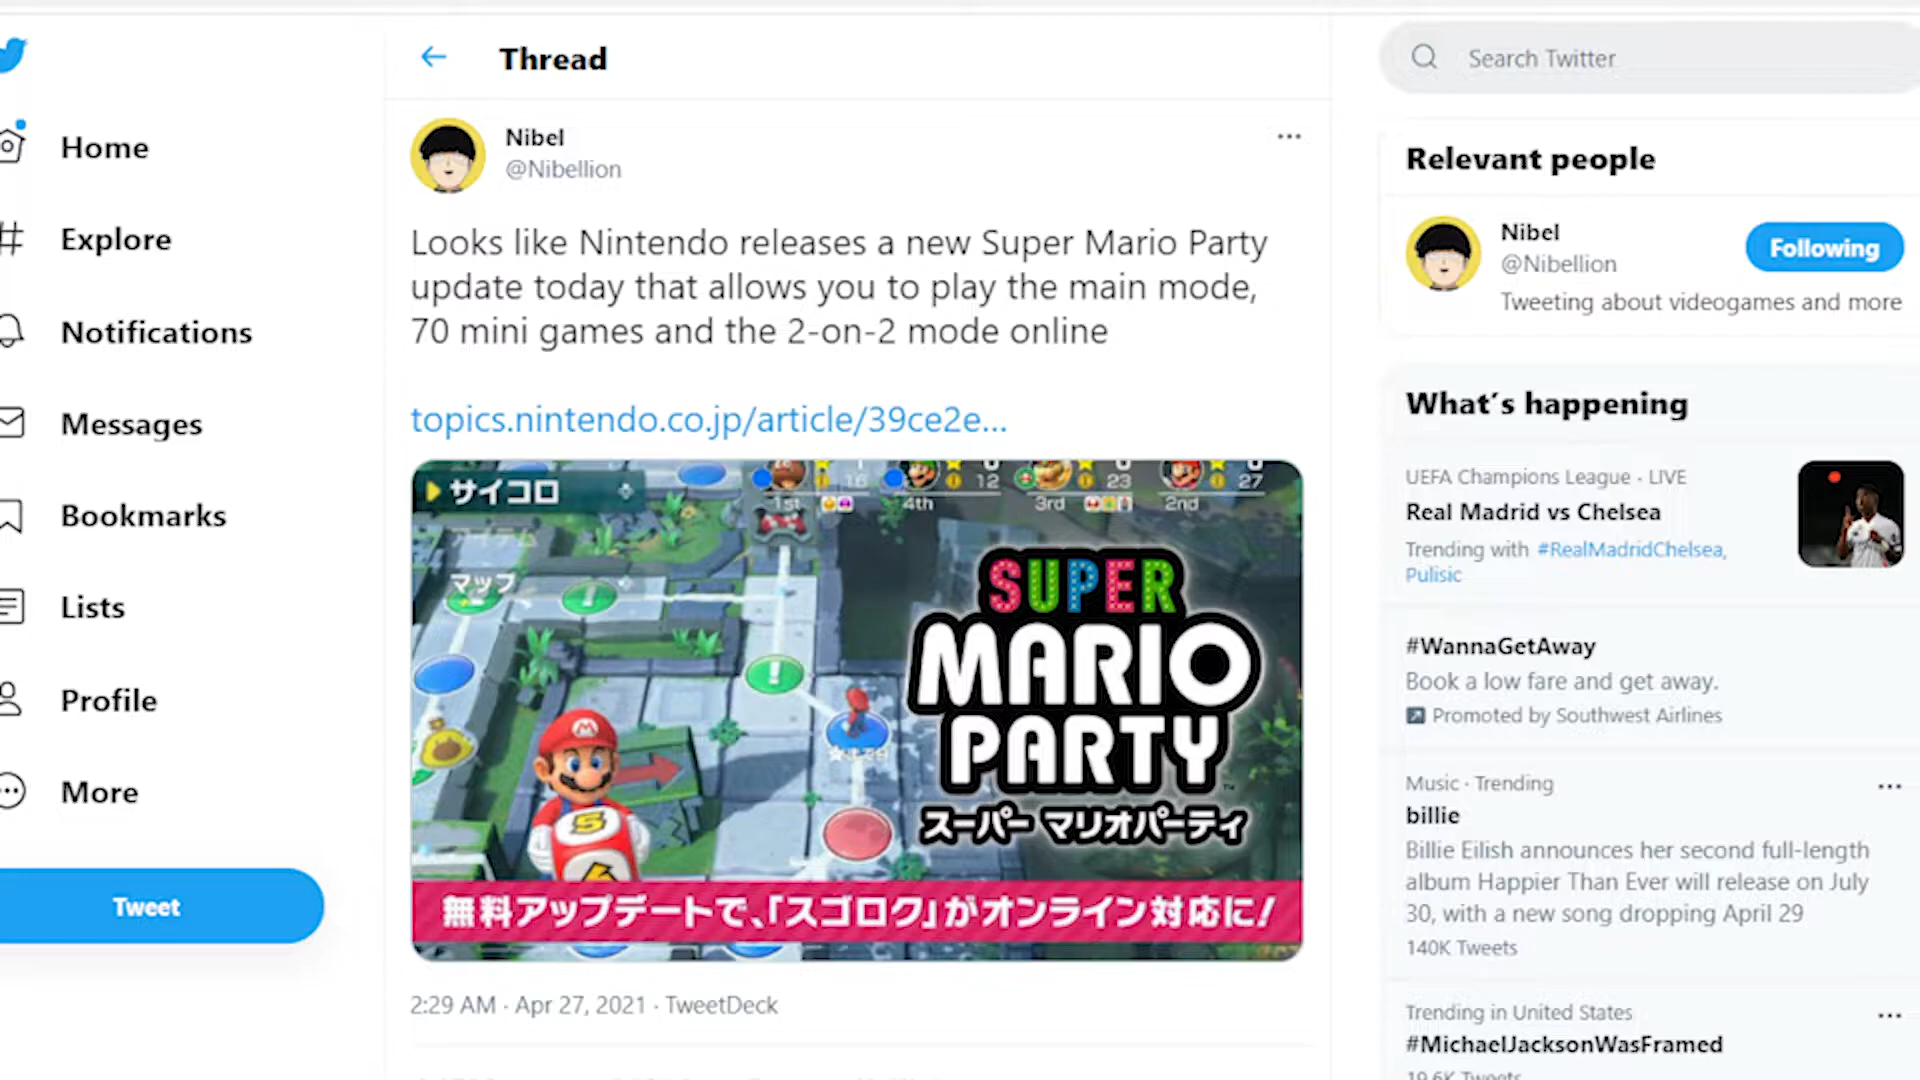 Home
Explore
Notifications
Messages
Bookmarks
Lists
Profile
More
Tweet
Thread
Nibel
@Nibellion
Looks like Nintendo releases a new Super Mario Party
update today that allows you to play the main mode,
70 mini games and the 2-on-2 mode online
topics.nintendo.co.jp/article/39ce2e...
サイコロ
アイテム
マップ
1st
16
4th
12
3rd
23
2nd
27
SUPER
MARIO
PARTY
スーパー マリオパーティ
5
無料アップデートで、「スゴロク」がオンライン対応に!
2:29 AM · Apr 27, 2021 · TweetDeck
Search Twitter
Relevant people
Nibel
@Nibellion
Following
Tweeting about videogames and more
What's happening
UEFA Champions League · LIVE
Real Madrid vs Chelsea
Trending with #RealMadridChelsea,
Pulisic
#WannaGetAway
Book a low fare and get away.
Promoted by Southwest Airlines
Music · Trending
billie
Billie Eilish announces her second full-length
album Happier Than Ever will release on July
30, with a new song dropping April 29
140K Tweets
Trending in United States
#MichaelJacksonWasFramed
19.6K Tweets